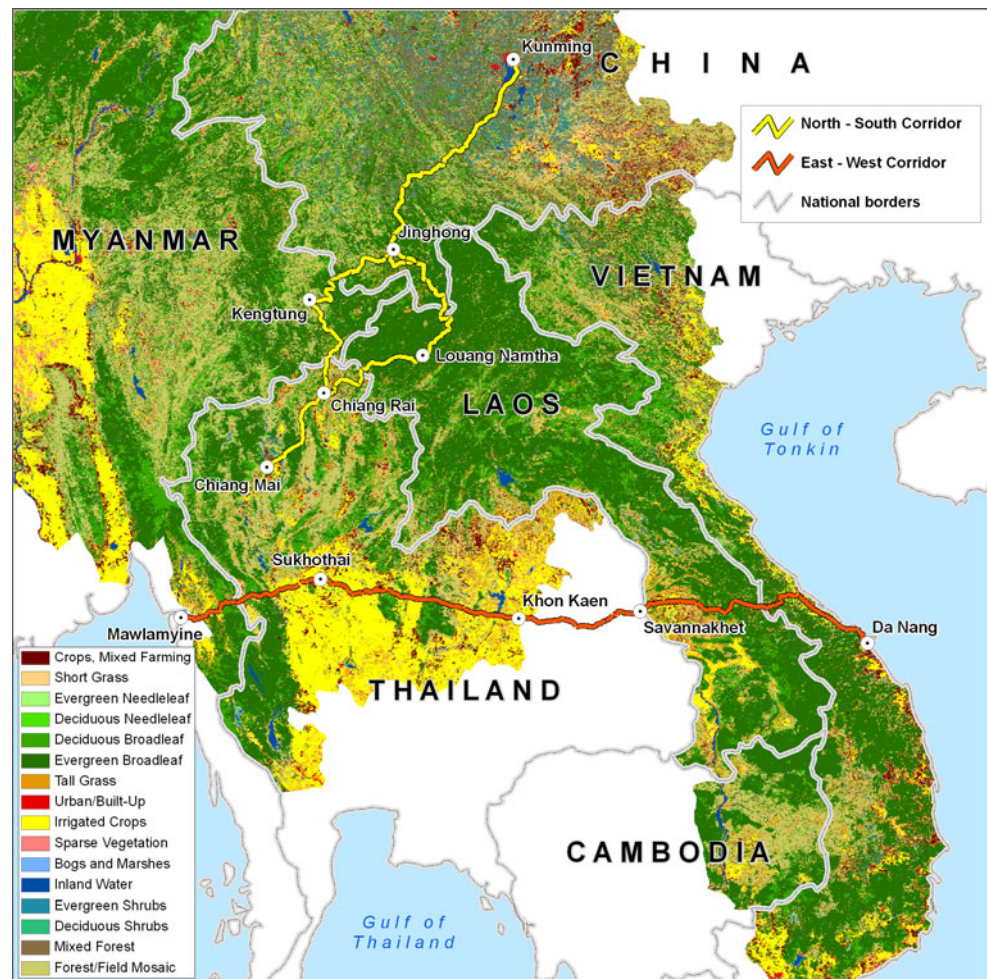 Kunming
C H I N A
North - South Corridor
East - West Corridor
National borders
MYANMAR
Jinghong
VIETNAM
Kengtung
Louang Namtha
Chiang Rai
LAOS
Gulf of
Tonkin
Chiang Mai
Sukhothai
Khon Kaen
Mawlamyine
Savannakhet
Da Nang
THAILAND
CAMBODIA
Gulf of
Thailand
Crops, Mixed Farming
Short Grass
Evergreen Needleleaf
Deciduous Needleleaf
Deciduous Broadleaf
Evergreen Broadleaf
Tall Grass
Urban/Built-Up
Irrigated Crops
Sparse Vegetation
Bogs and Marshes
Inland Water
Evergreen Shrubs
Deciduous Shrubs
Mixed Forest
Forest/Field Mosaic